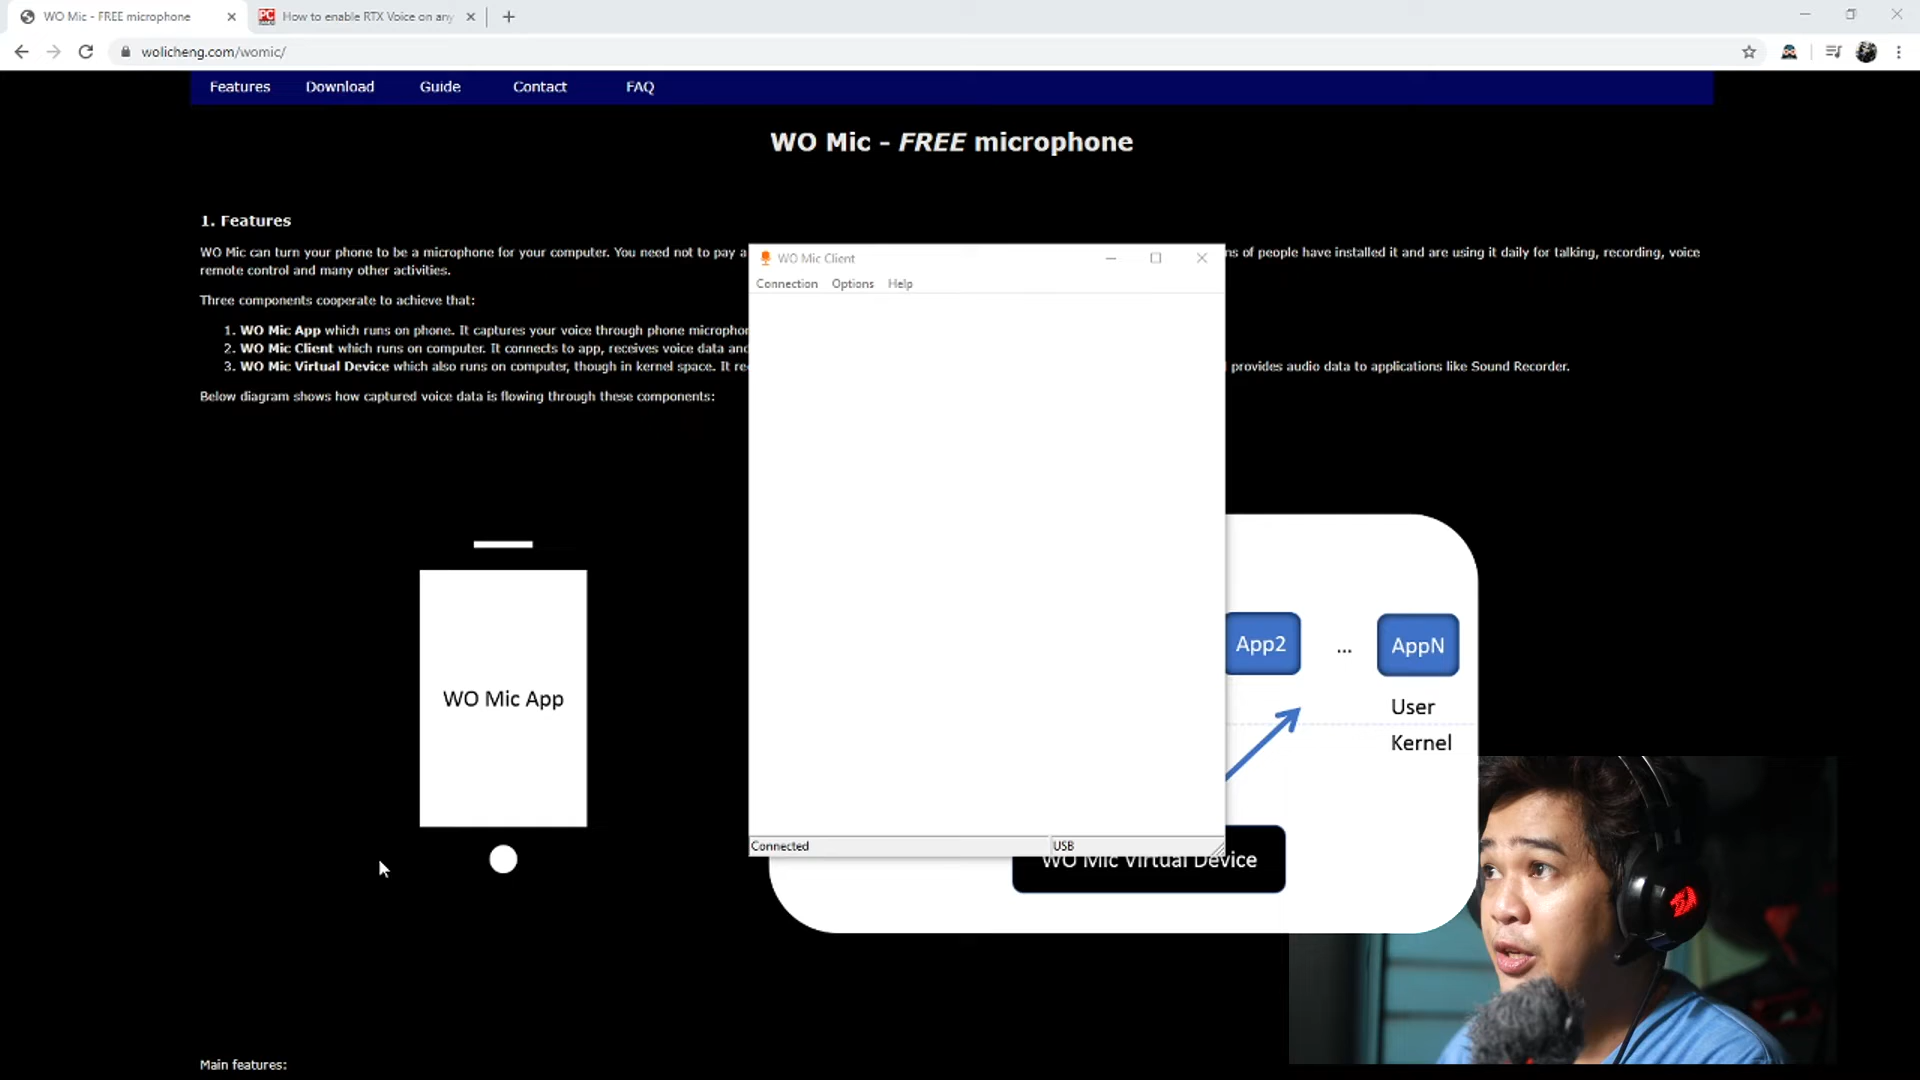 WO Mic - FREE microphone
How to enable RTX Voice on any
wolicheng.com/womic/
Features Download Guide Contact FAQ
WO Mic - FREE microphone
1. Features
WO Mic can turn your phone to be a microphone for your computer. You need not to pay a
ns of people have installed it and are using it daily for talking, recording, voice
remote control and many other activities.
Three components cooperate to achieve that:
1. WO Mic App which runs on phone. It captures your voice through phone micropho
2. WO Mic Client which runs on computer. It connects to app, receives voice data and
3. WO Mic Virtual Device which also runs on computer, though in kernel space. It re
provides audio data to applications like Sound Recorder.
Below diagram shows how captured voice data is flowing through these components:
WO Mic Client
Connection Options Help
Connected USB
WO Mic App
App2 ... AppN
User
Kernel
WO Mic Virtual Device
Main features: